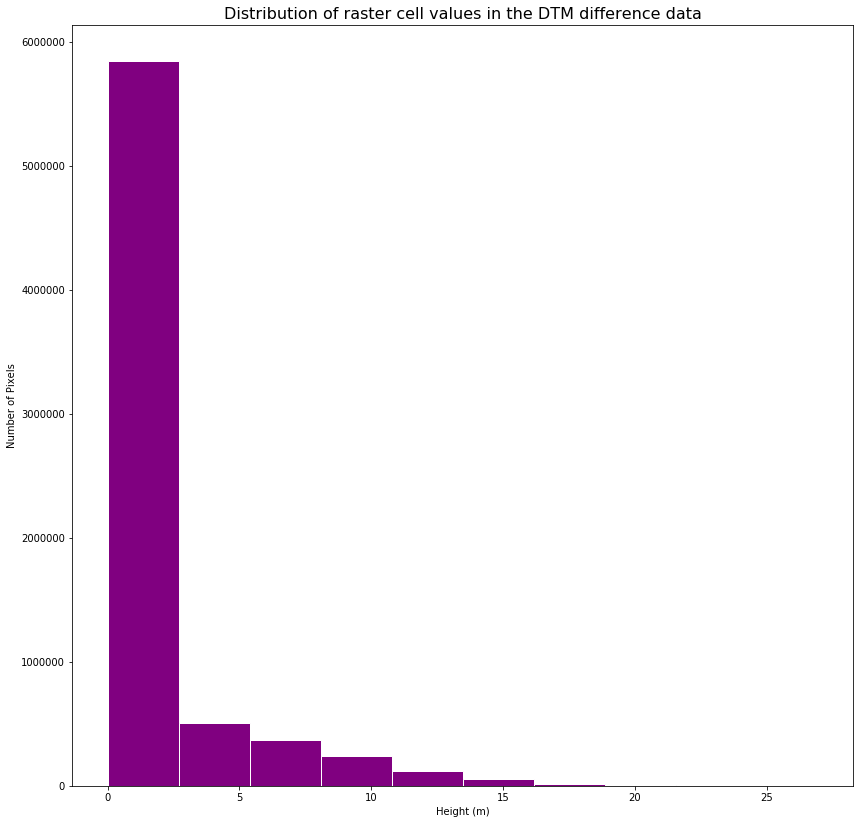 Distribution of raster cell values in the DTM difference data
6000000
5000000
4000000
3000000
2000000
1000000
0
Number of Pixels
0 5 10 15 20 25
Height (m)